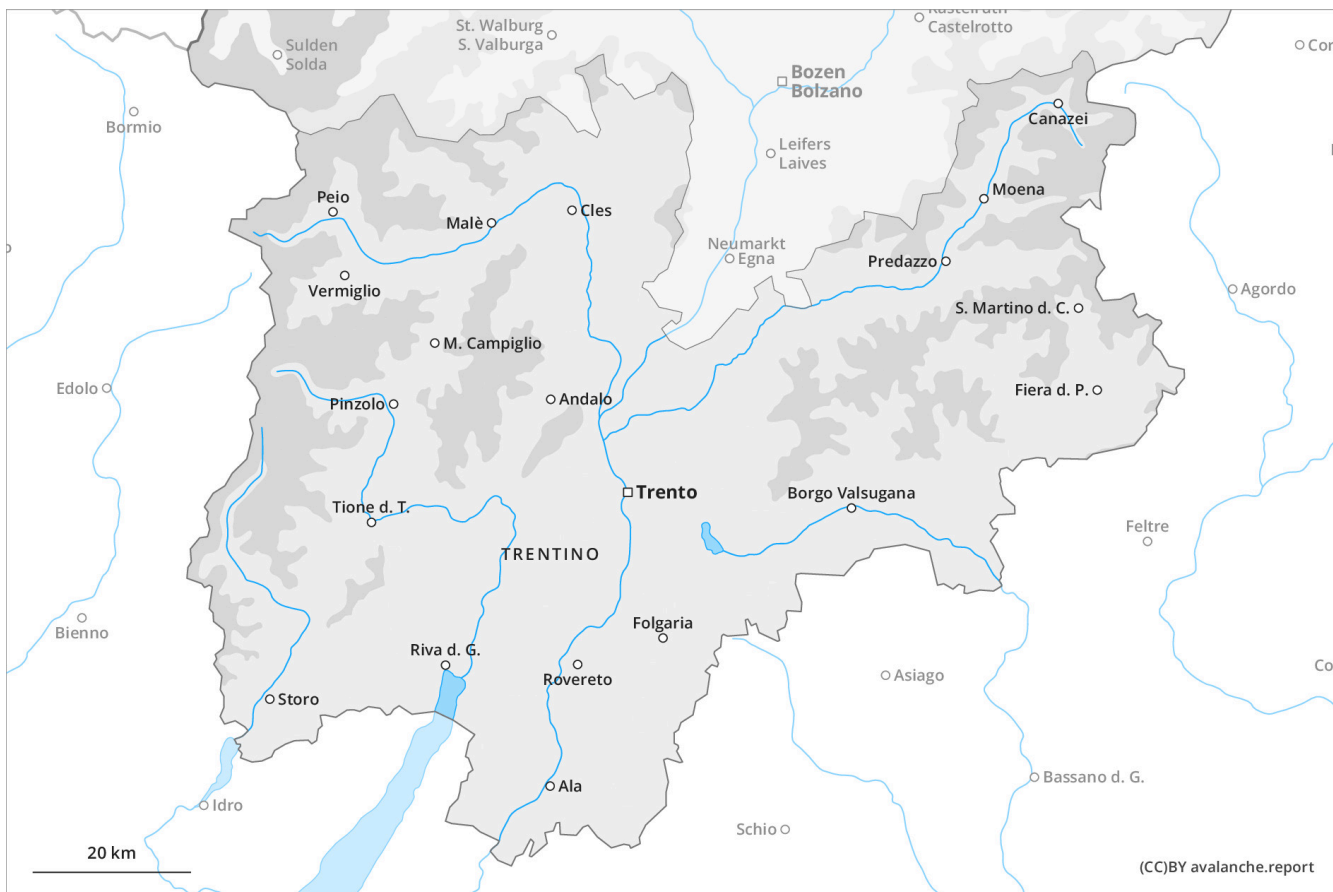 Kastelruth
Castelrotto
St. Walburg
S. Valburga
Sulden
Solda
Bozen
Bolzano
Bormio
Canazei
Leifers
Laives
Peio
Moena
Malè
Cles
Neumarkt
Egna
Predazzo
Vermiglio
Agordo
S. Martino d. C.
M. Campiglio
Edolo
Fiera d. P.
Pinzolo
Andalo
Trento
Borgo Valsugana
Tione d. T.
Feltre
TRENTINO
Bienno
Folgaria
Riva d. G.
Rovereto
Asiago
Storo
Bassano d. G.
Ala
Idro
Schio
20 km
(CC)BY avalanche.report